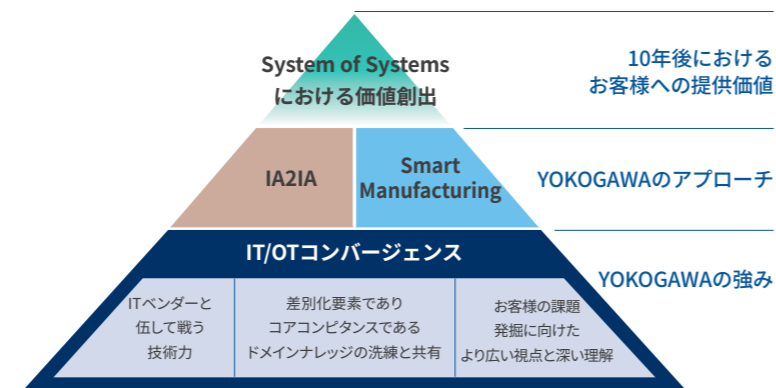 System of Systems
における価値創出
10年後における
お客様への提供価値
IA2IA
Smart
Manufacturing
YOKOGAWAのアプローチ
IT/OTコンバージェンス
YOKOGAWAの強み
ITベンダーと
伍して戦う
技術力
差別化要素であり
コアコンピタンスである
ドメインナレッジの洗練と共有
お客様の課題
発掘に向けた
より広い視点と深い理解